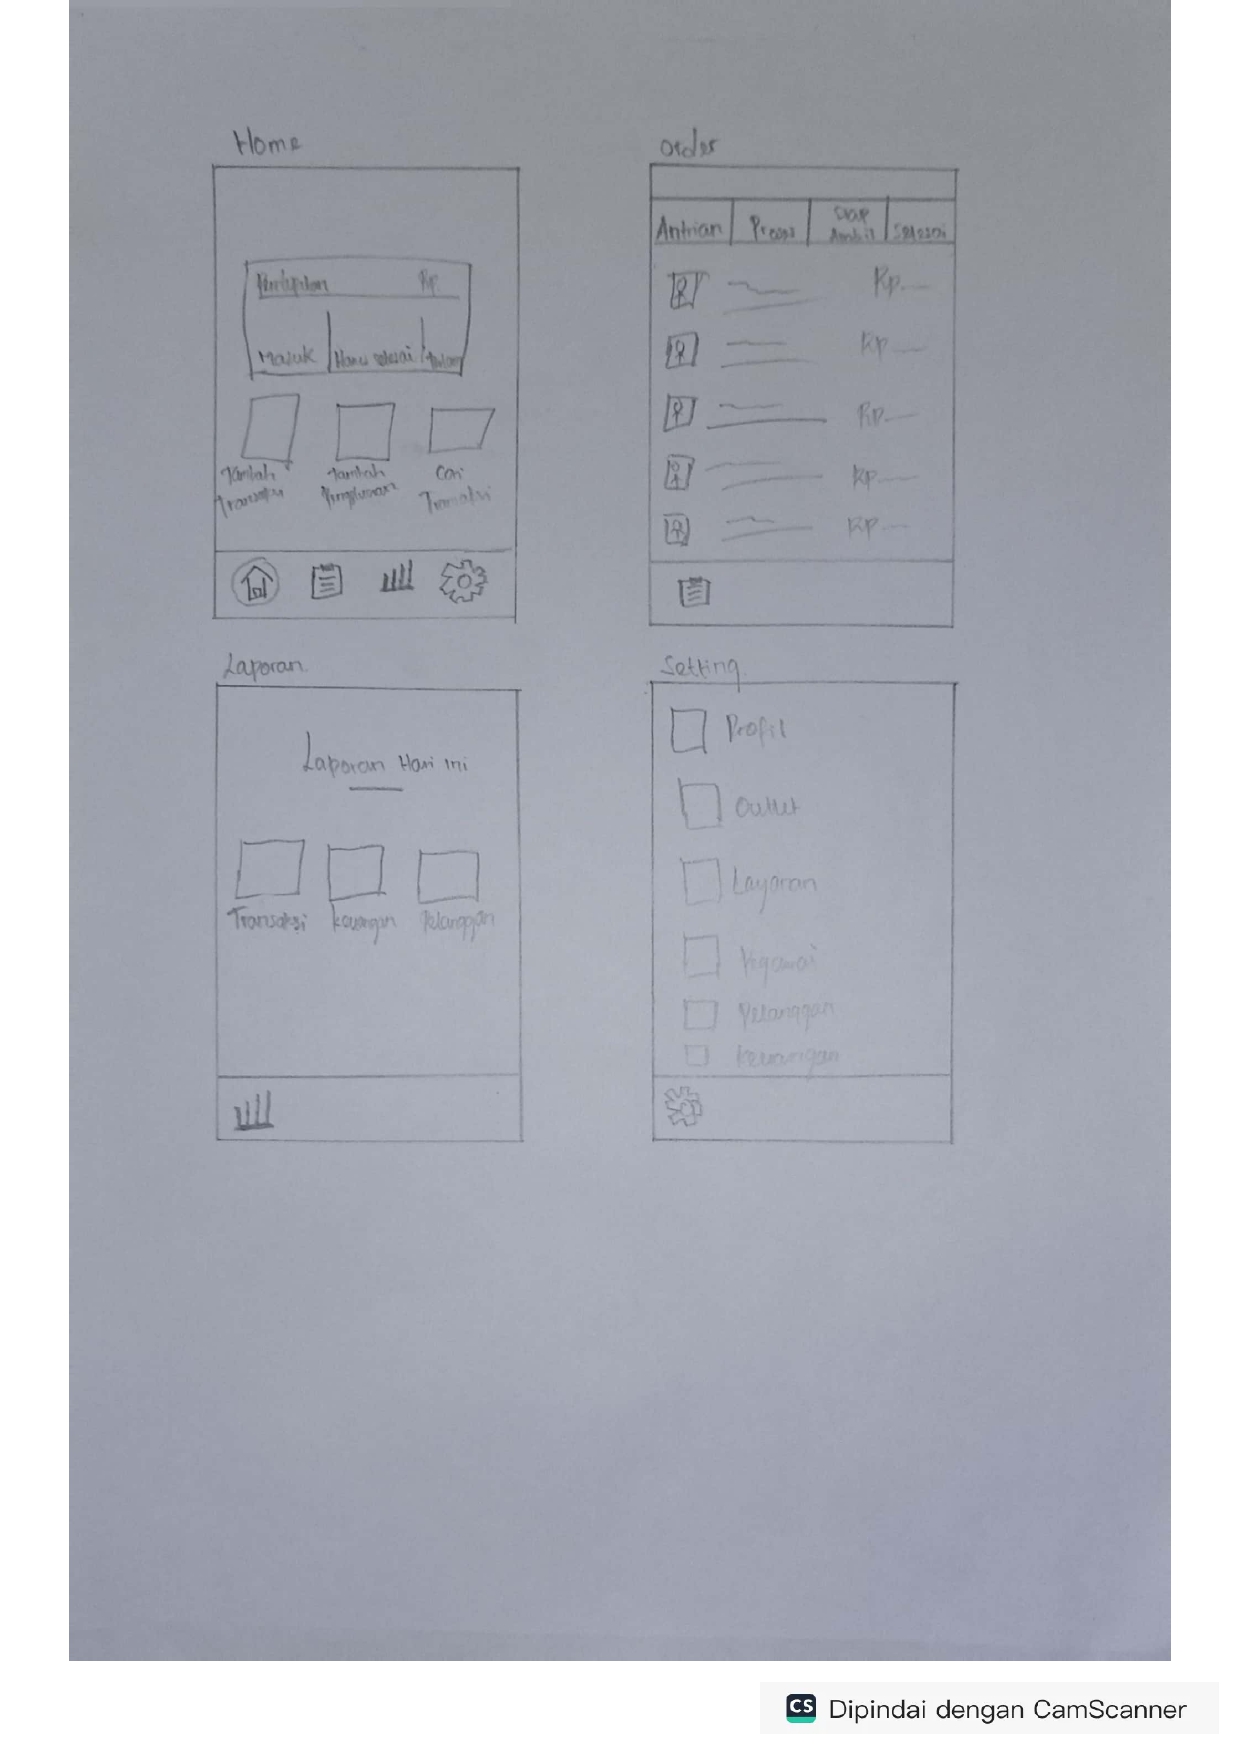 Home
Rp
Masuk
Harus selesai
Tambah
Transaksi
Tambah
Pengeluaran
Cari
Transaksi
Order
Antrian
Proses
Siap
Ambil
Selesai
Rp
Rp
Rp
Rp
Rp
Laporan
Laporan Hari ini
Transaksi
keuangan
Pelanggan
Setting
Profil
Outlet
Layanan
Pegawai
Pelanggan
keuangan
CS Dipindai dengan CamScanner